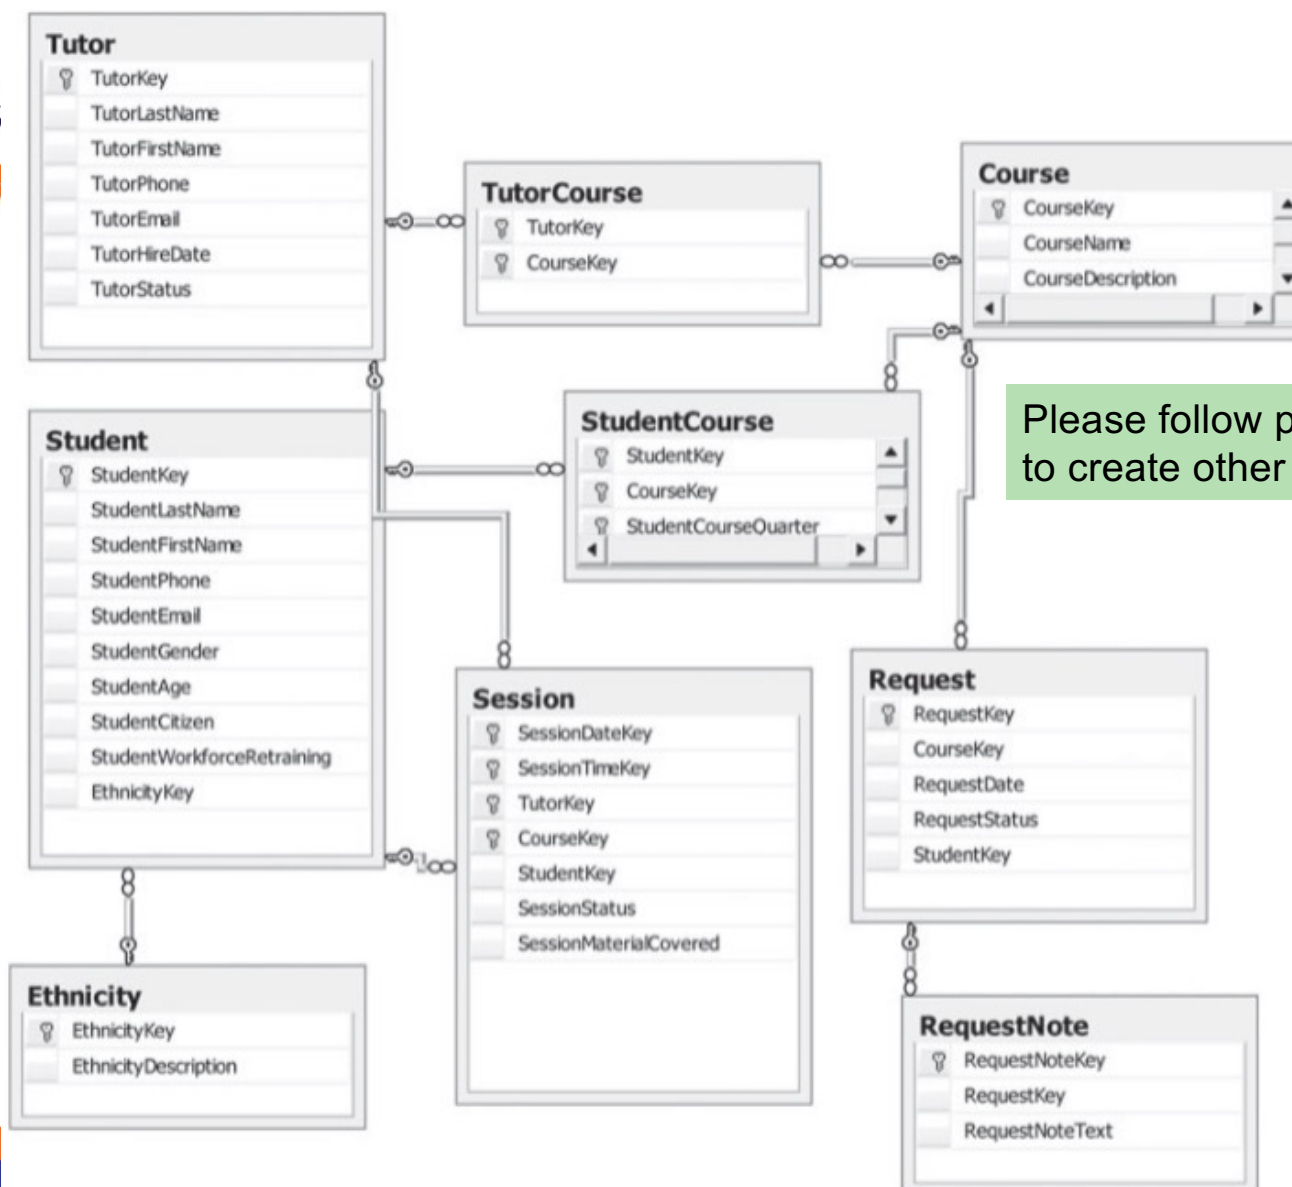 Tutor
TutorKey
TutorLastName
TutorFirstName
TutorPhone
TutorEmail
TutorHireDate
TutorStatus
TutorCourse
TutorKey
CourseKey
Course
CourseKey
CourseName
CourseDescription
Student
StudentKey
StudentLastName
StudentFirstName
StudentPhone
StudentEmail
StudentGender
StudentAge
StudentCitizen
StudentWorkforceRetraining
EthnicityKey
StudentCourse
StudentKey
CourseKey
StudentCourseQuarter
Please follow p
to create other
Session
SessionDateKey
SessionTimeKey
TutorKey
CourseKey
StudentKey
SessionStatus
SessionMaterialCovered
Request
RequestKey
CourseKey
RequestDate
RequestStatus
StudentKey
Ethnicity
EthnicityKey
EthnicityDescription
RequestNote
RequestNoteKey
RequestKey
RequestNoteText